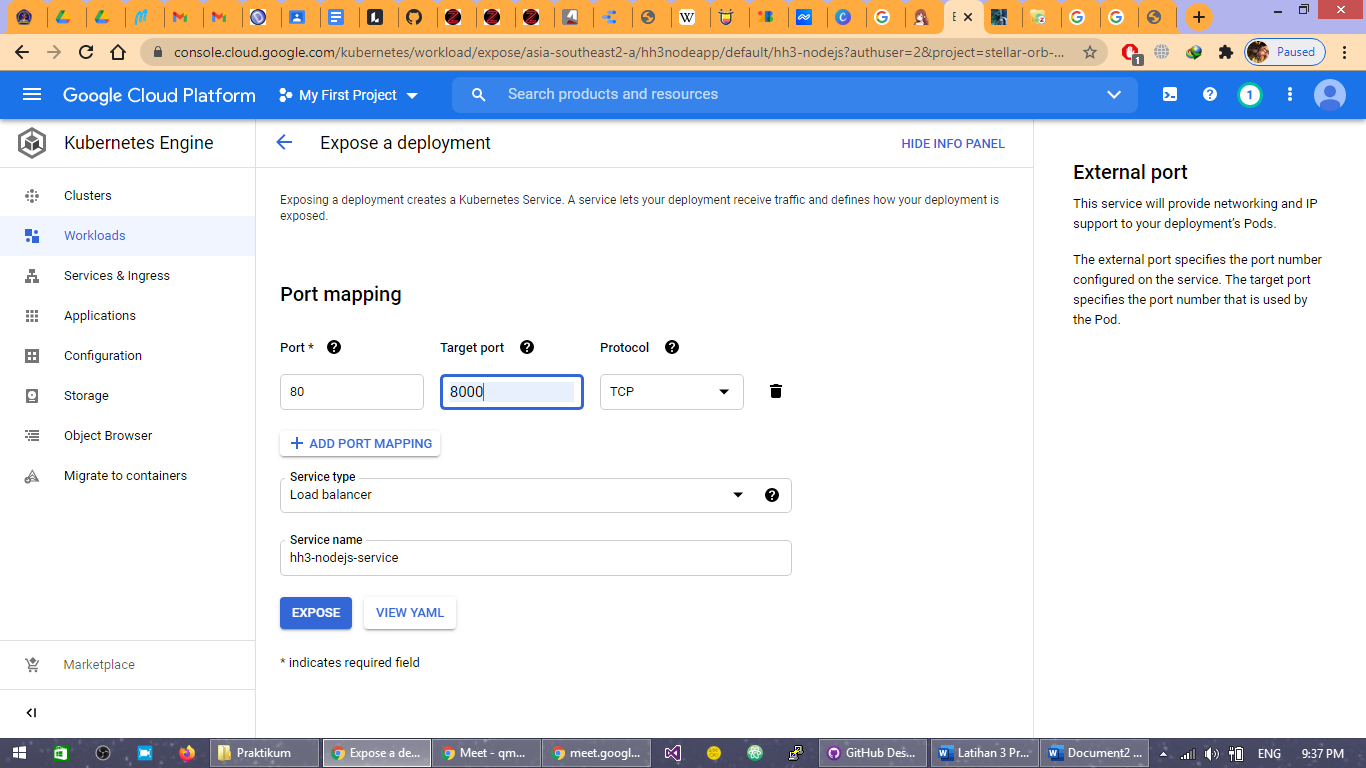 E
console.cloud.google.com/kubernetes/workload/expose/asia-southeast2-a/hh3nodeapp/default/hh3-nodejs?authuser=2&project=stellar-orb-...
1
Paused
Google Cloud Platform
My First Project
Search products and resources
1
Kubernetes Engine
Expose a deployment
HIDE INFO PANEL
Clusters
Workloads
Services & Ingress
Applications
Configuration
Storage
Object Browser
Migrate to containers
Marketplace
Exposing a deployment creates a Kubernetes Service. A service lets your deployment receive traffic and defines how your deployment is
exposed.
Port mapping
Port * Target port Protocol
80 8000 TCP
ADD PORT MAPPING
Service type
Load balancer
Service name
hh3-nodejs-service
EXPOSE VIEW YAML
* indicates required field
External port
This service will provide networking and IP
support to your deployment's Pods.
The external port specifies the port number
configured on the service. The target port
specifies the port number that is used by
the Pod.
Praktikum Expose a de... Meet - qm... meet.googl... GitHub Des... Latihan 3 Pr... Document2 ... ENG 9:37 PM